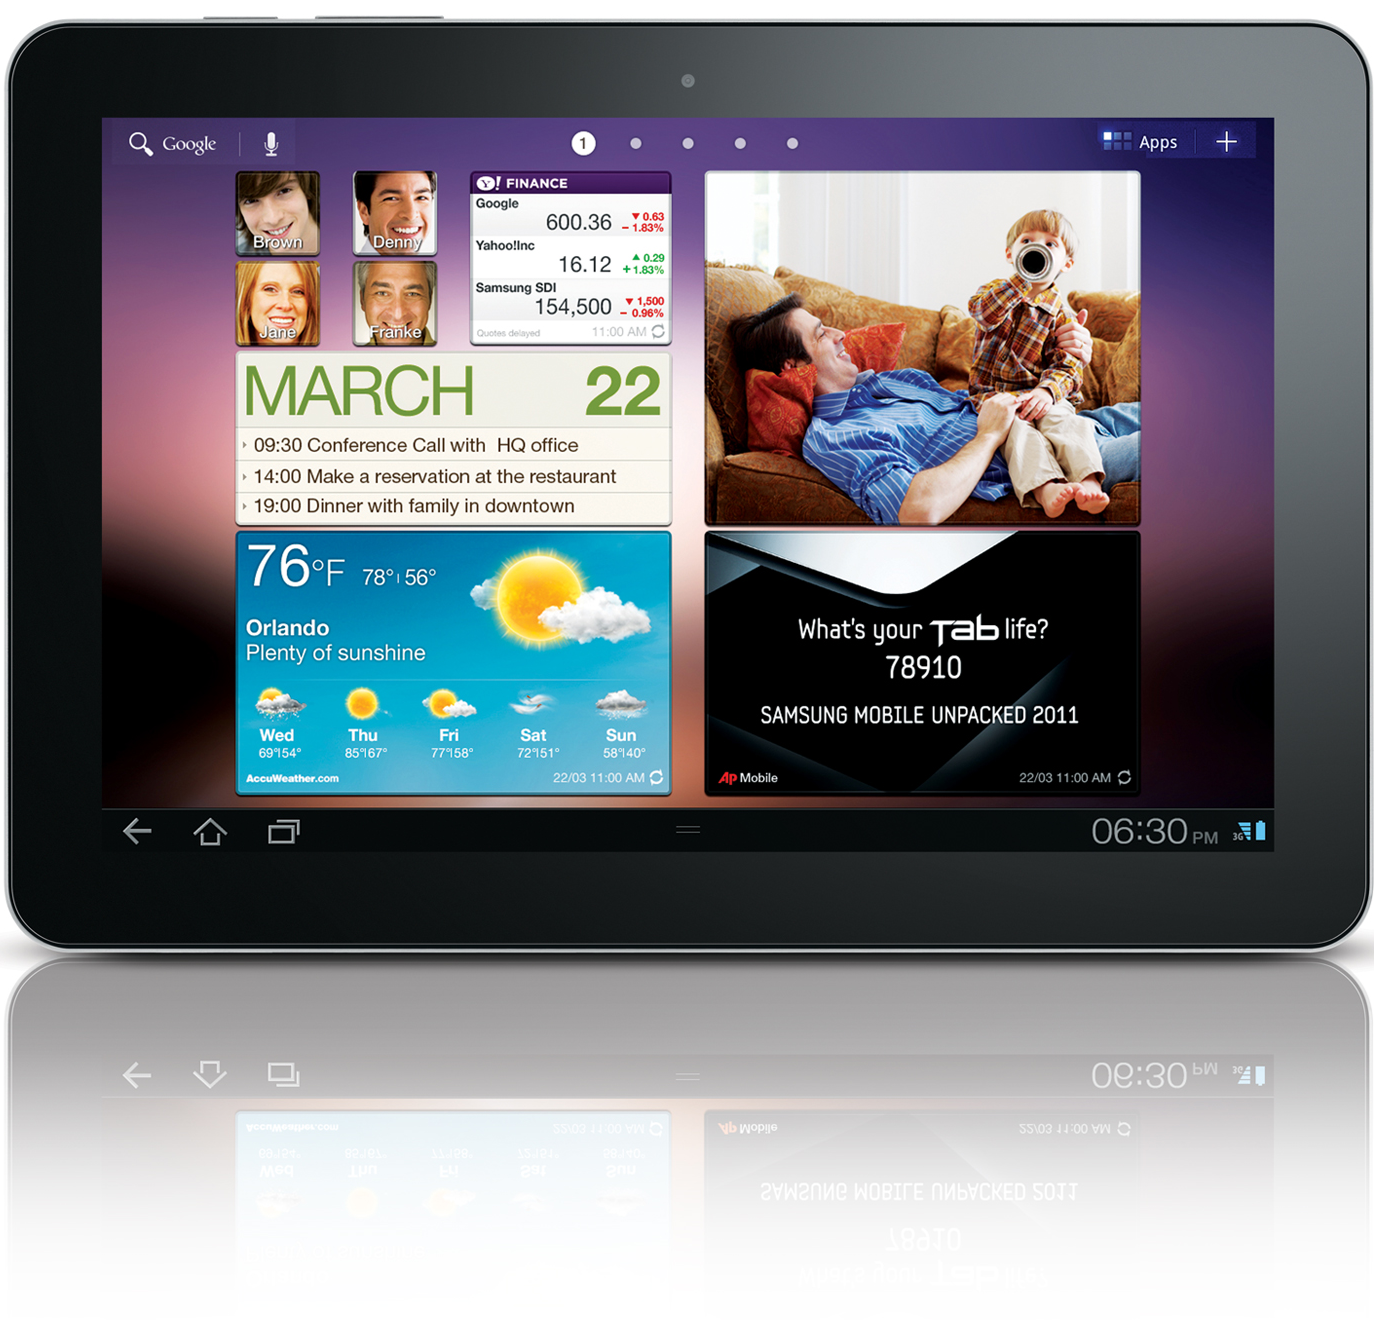 Google
1
Apps
Brown
Denny
Jane
Franke
Y! FINANCE
Google
600.36
▼ 0.63
− 1.83%
Yahoo!Inc
16.12
▲ 0.29
+ 1.83%
Samsung SDI
154,500
▼ 1,500
− 0.96%
Quotes delayed
11:00 AM
MARCH 22
09:30 Conference Call with HQ office
14:00 Make a reservation at the restaurant
19:00 Dinner with family in downtown
76°F 78° 56°
Orlando
Plenty of sunshine
Wed Thu Fri Sat Sun
69°|54° 85°|67° 77°|58° 72°|51° 58°|40°
AccuWeather.com 22/03 11:00 AM
What's your Tab life?
78910
SAMSUNG MOBILE UNPACKED 2011
AP Mobile 22/03 11:00 AM
06:30 PM
3G